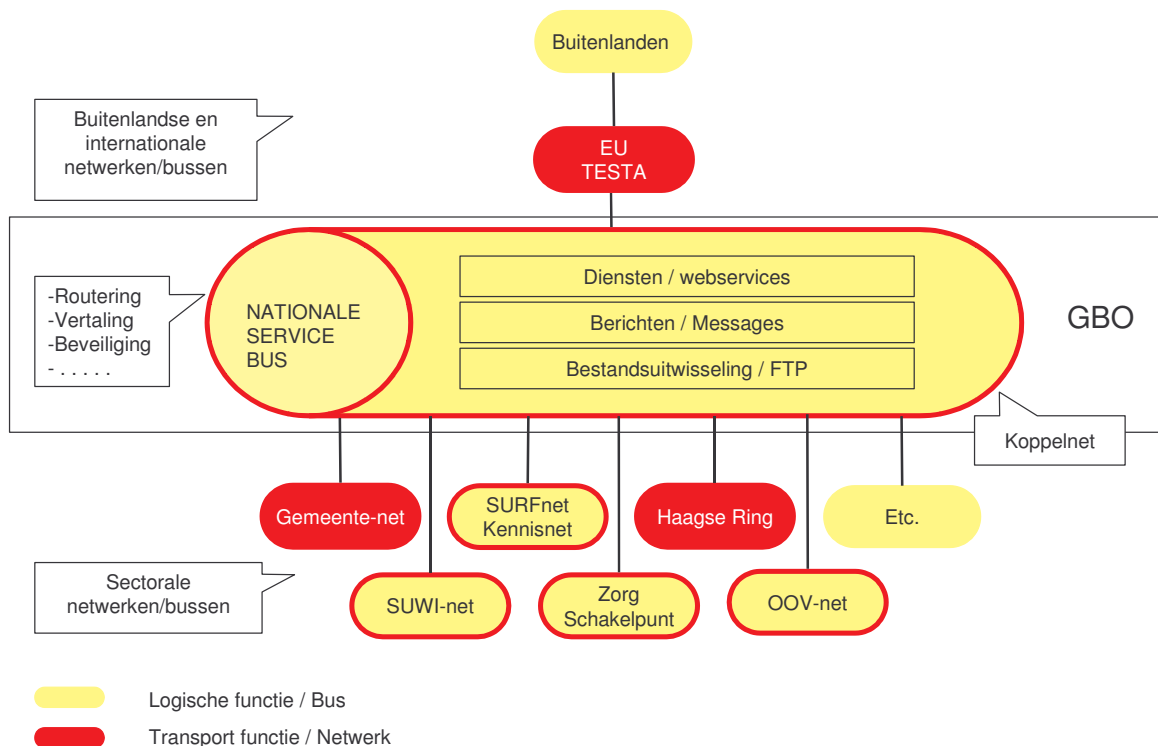 Buitenlanden
Buitenlandse en
internationale
netwerken/bussen
EU
TESTA
-Routering
-Vertaling
-Beveiliging
- . . . . .
NATIONALE
SERVICE
BUS
Diensten / webservices
Berichten / Messages
Bestandsuitwisseling / FTP
GBO
Koppelnet
Gemeente-net
SURFnet
Kennisnet
Haagse Ring
Etc.
Sectorale
netwerken/bussen
SUWI-net
Zorg
Schakelpunt
OOV-net
Logische functie / Bus
Transport functie / Netwerk